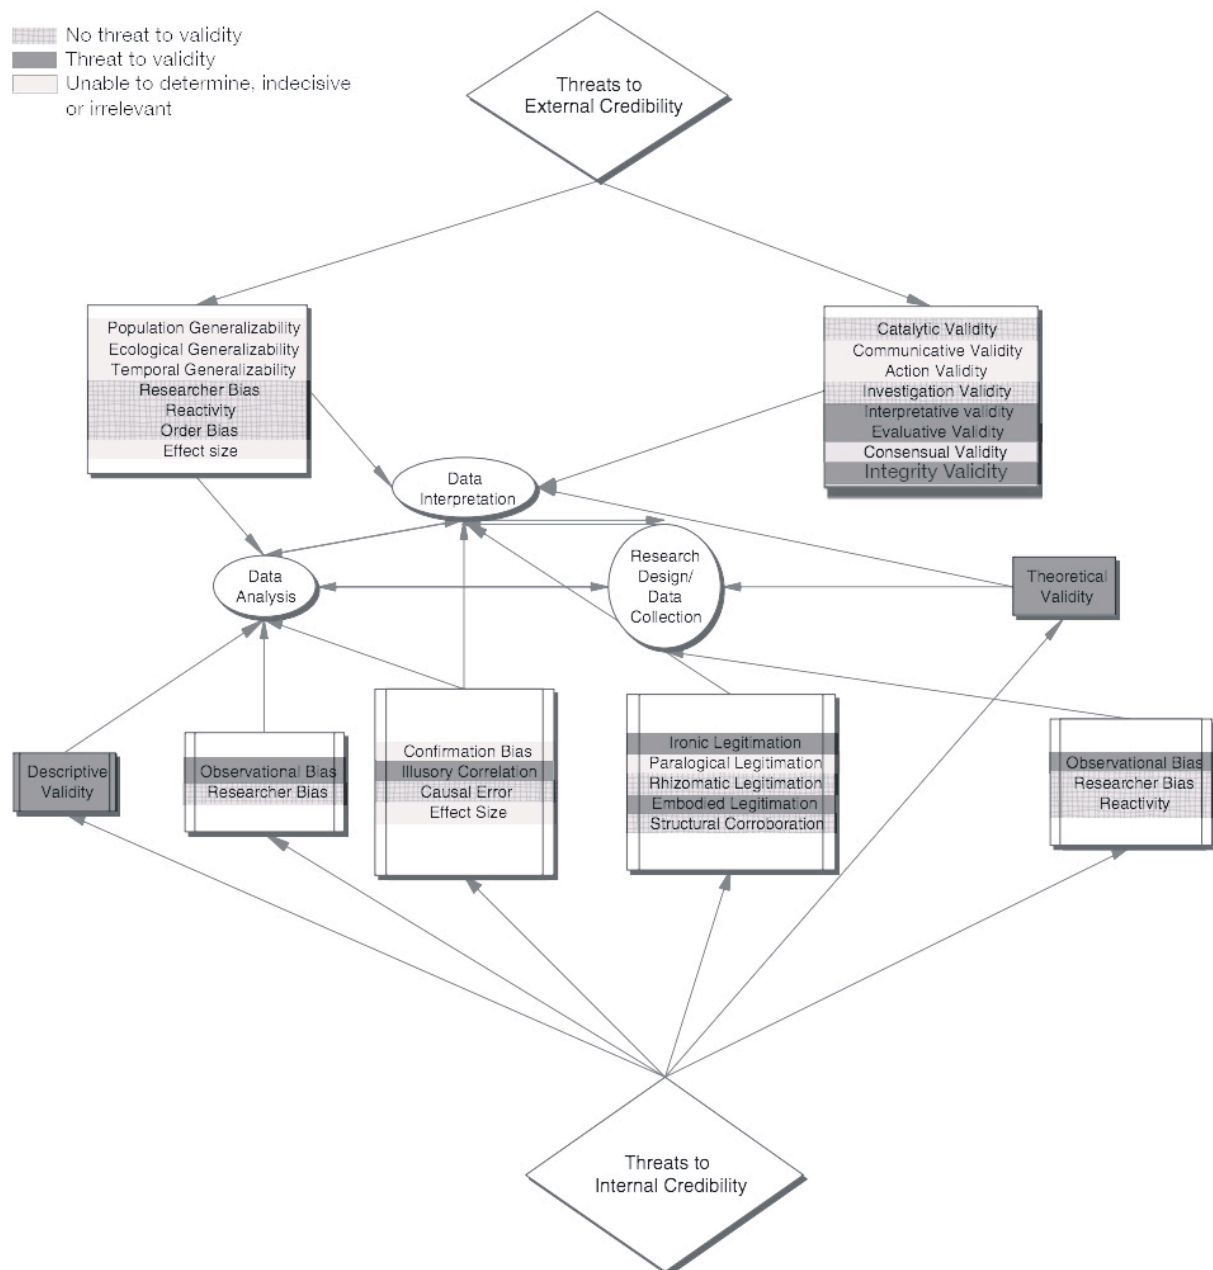 No threat to validity
Threat to validity
Unable to determine, indecisive
or irrelevant
Threats to
External Credibility
Population Generalizability
Ecological Generalizability
Temporal Generalizability
Researcher Bias
Reactivity
Order Bias
Effect size
Catalytic Validity
Communicative Validity
Action Validity
Investigation Validity
Interpretative validity
Evaluative Validity
Consensual Validity
Integrity Validity
Data
Interpretation
Data
Analysis
Research
Design/
Data
Collection
Theoretical
Validity
Descriptive
Validity
Observational Bias
Researcher Bias
Confirmation Bias
Illusory Correlation
Causal Error
Effect Size
Ironic Legitimation
Paralogical Legitimation
Rhizomatic Legitimation
Embodied Legitimation
Structural Corroboration
Observational Bias
Researcher Bias
Reactivity
Threats to
Internal Credibility